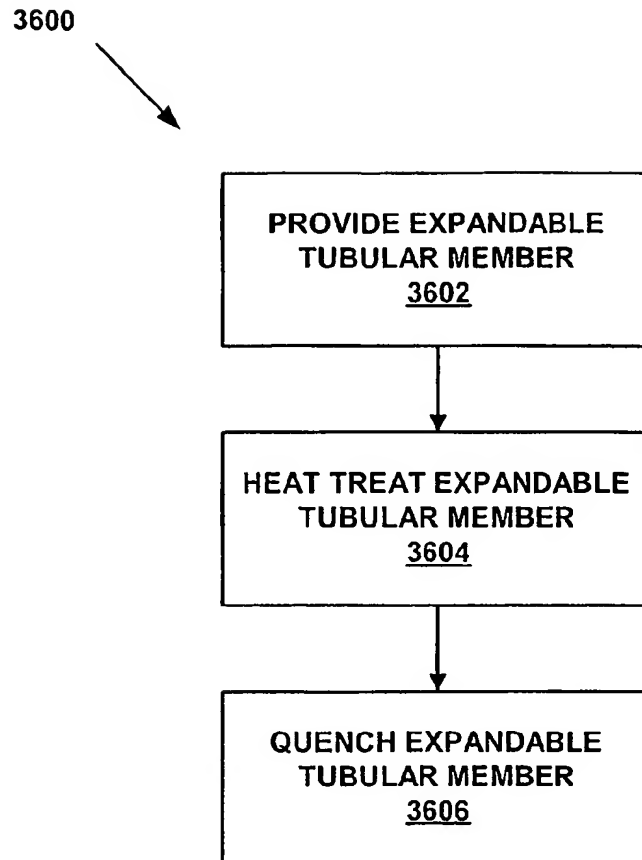 3600
PROVIDE EXPANDABLE
TUBULAR MEMBER
3602
HEAT TREAT EXPANDABLE
TUBULAR MEMBER
3604
QUENCH EXPANDABLE
TUBULAR MEMBER
3606